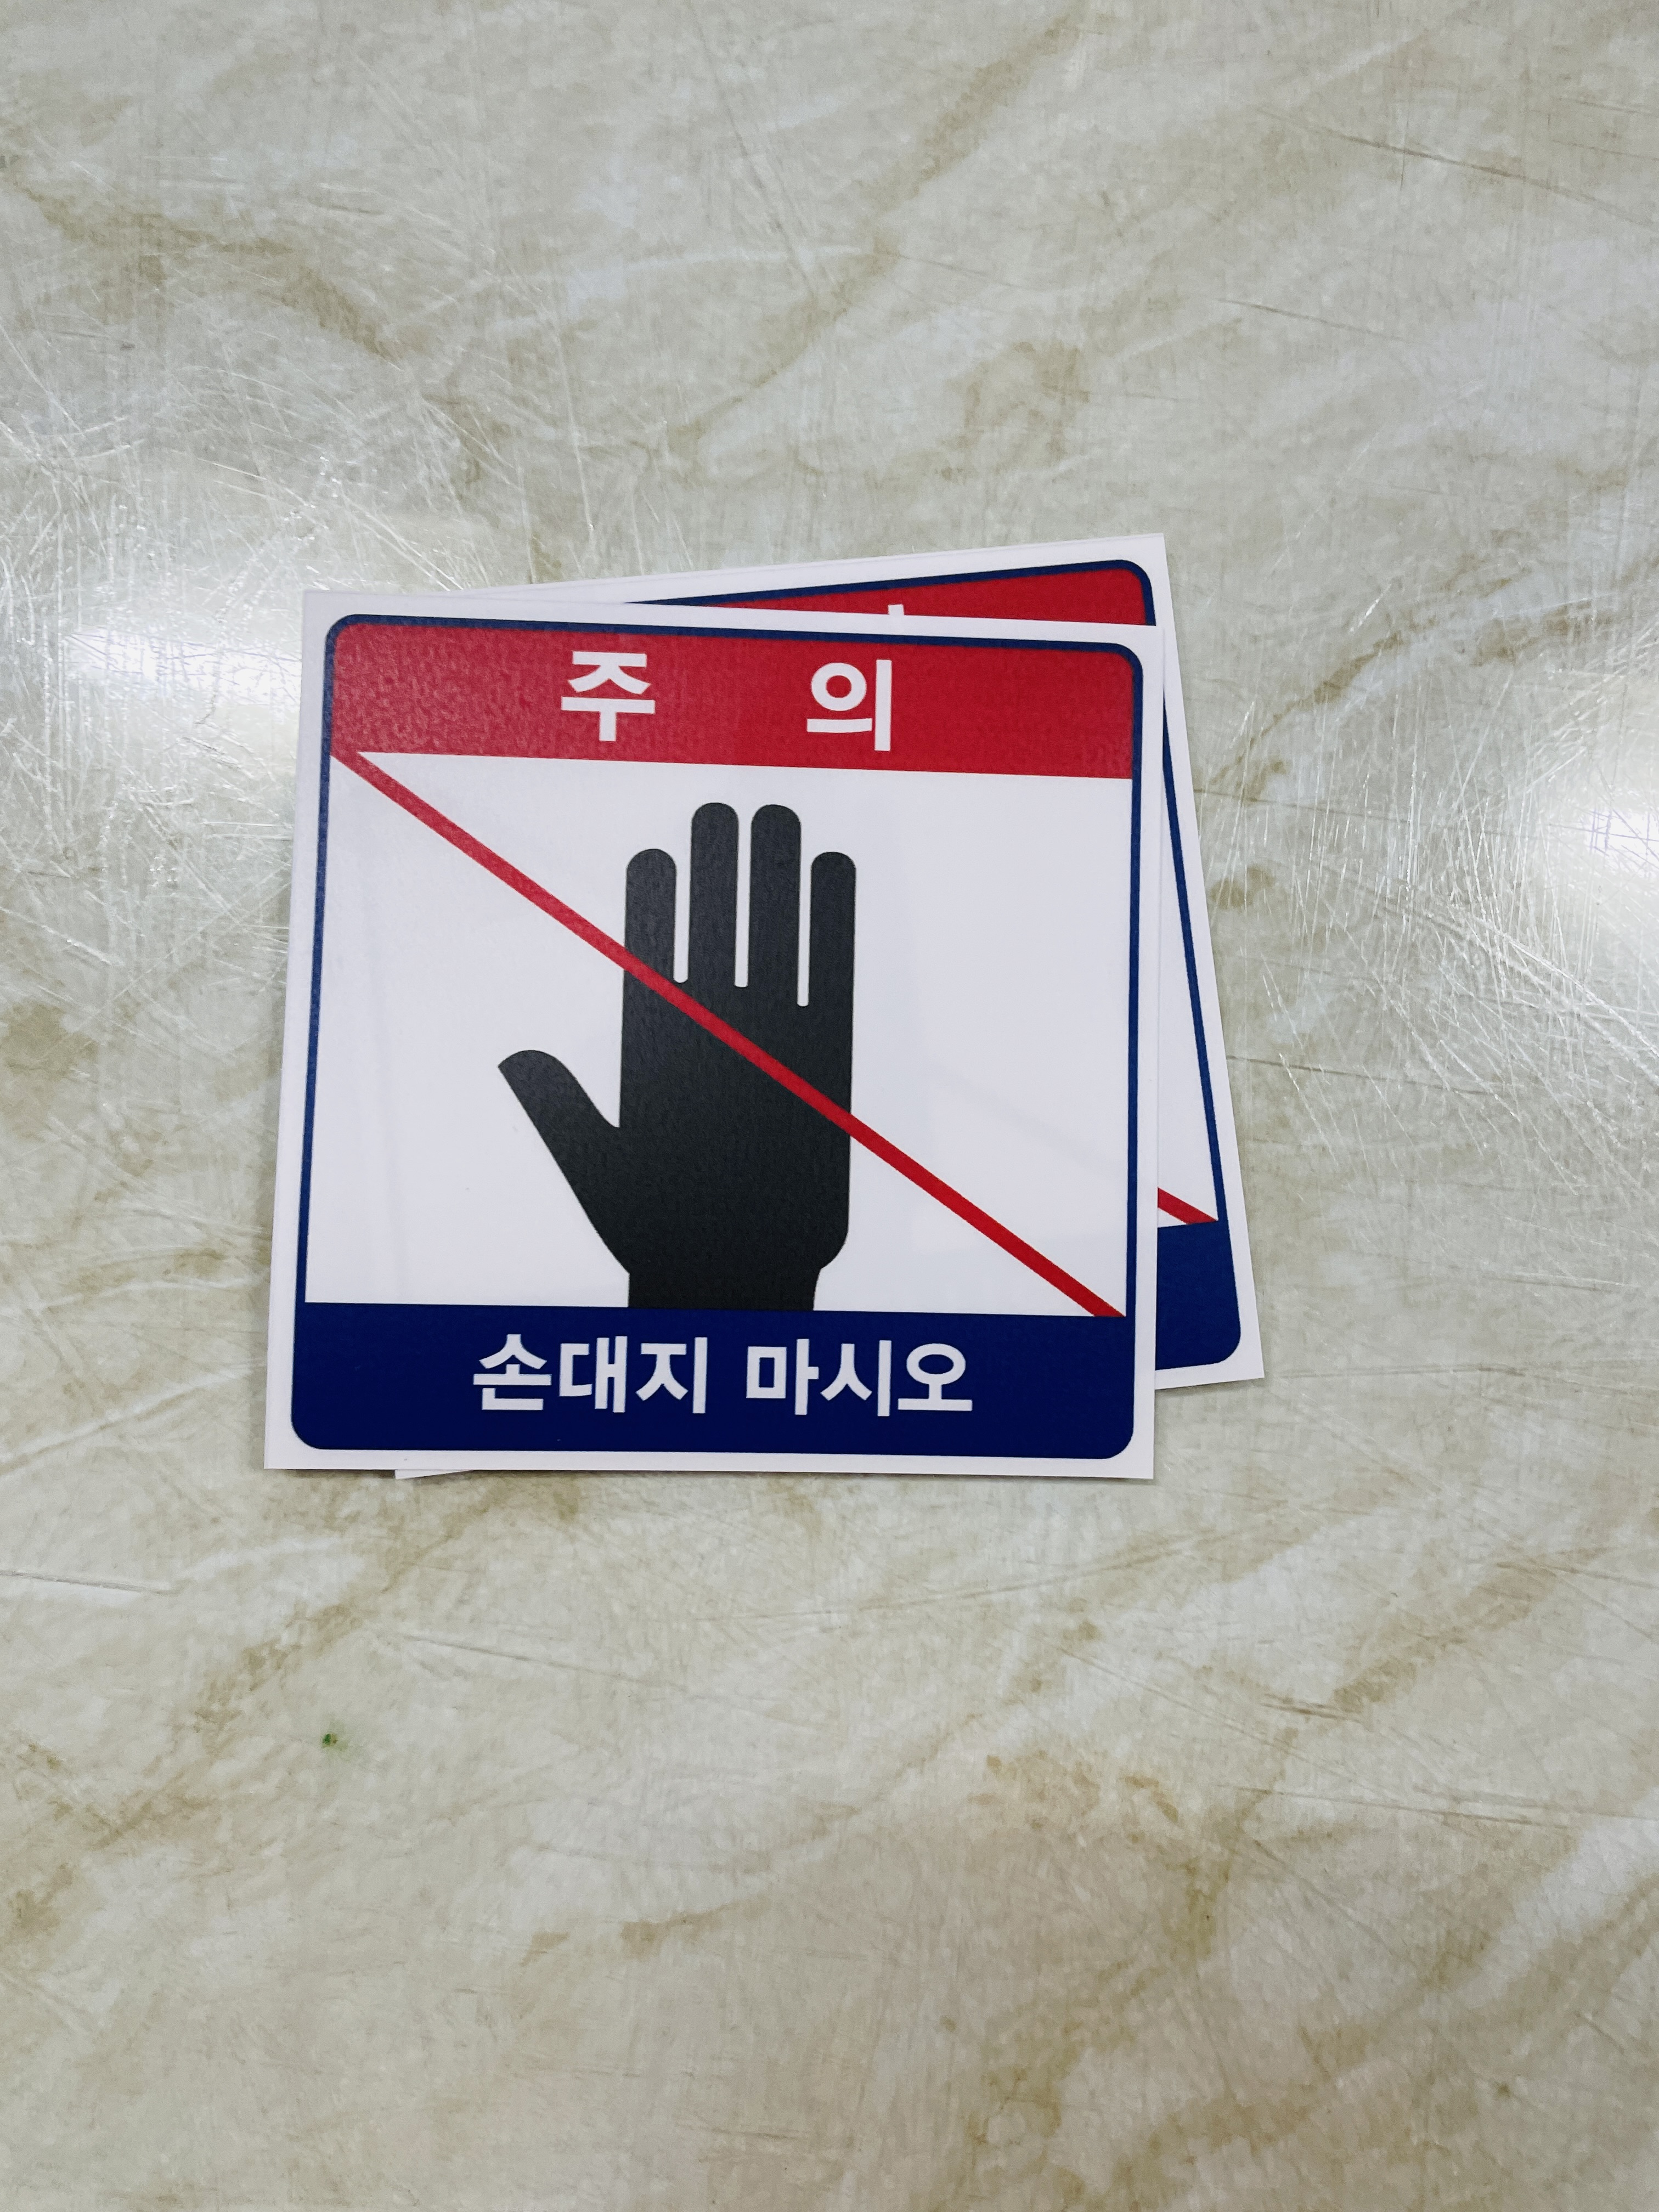 주 의
손대지 마시오